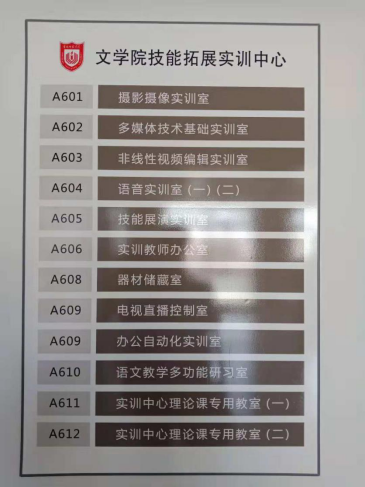 文学院技能拓展实训中心
A601 摄影摄像实训室
A602 多媒体技术基础实训室
A603 非线性视频编辑实训室
A604 语音实训室(一)(二)
A605 技能展演实训室
A606 实训教师办公室
A608 器材储藏室
A609 电视直播控制室
A609 办公自动化实训室
A610 语文教学多功能研习室
A611 实训中心理论课专用教室(一)
A612 实训中心理论课专用教室(二)